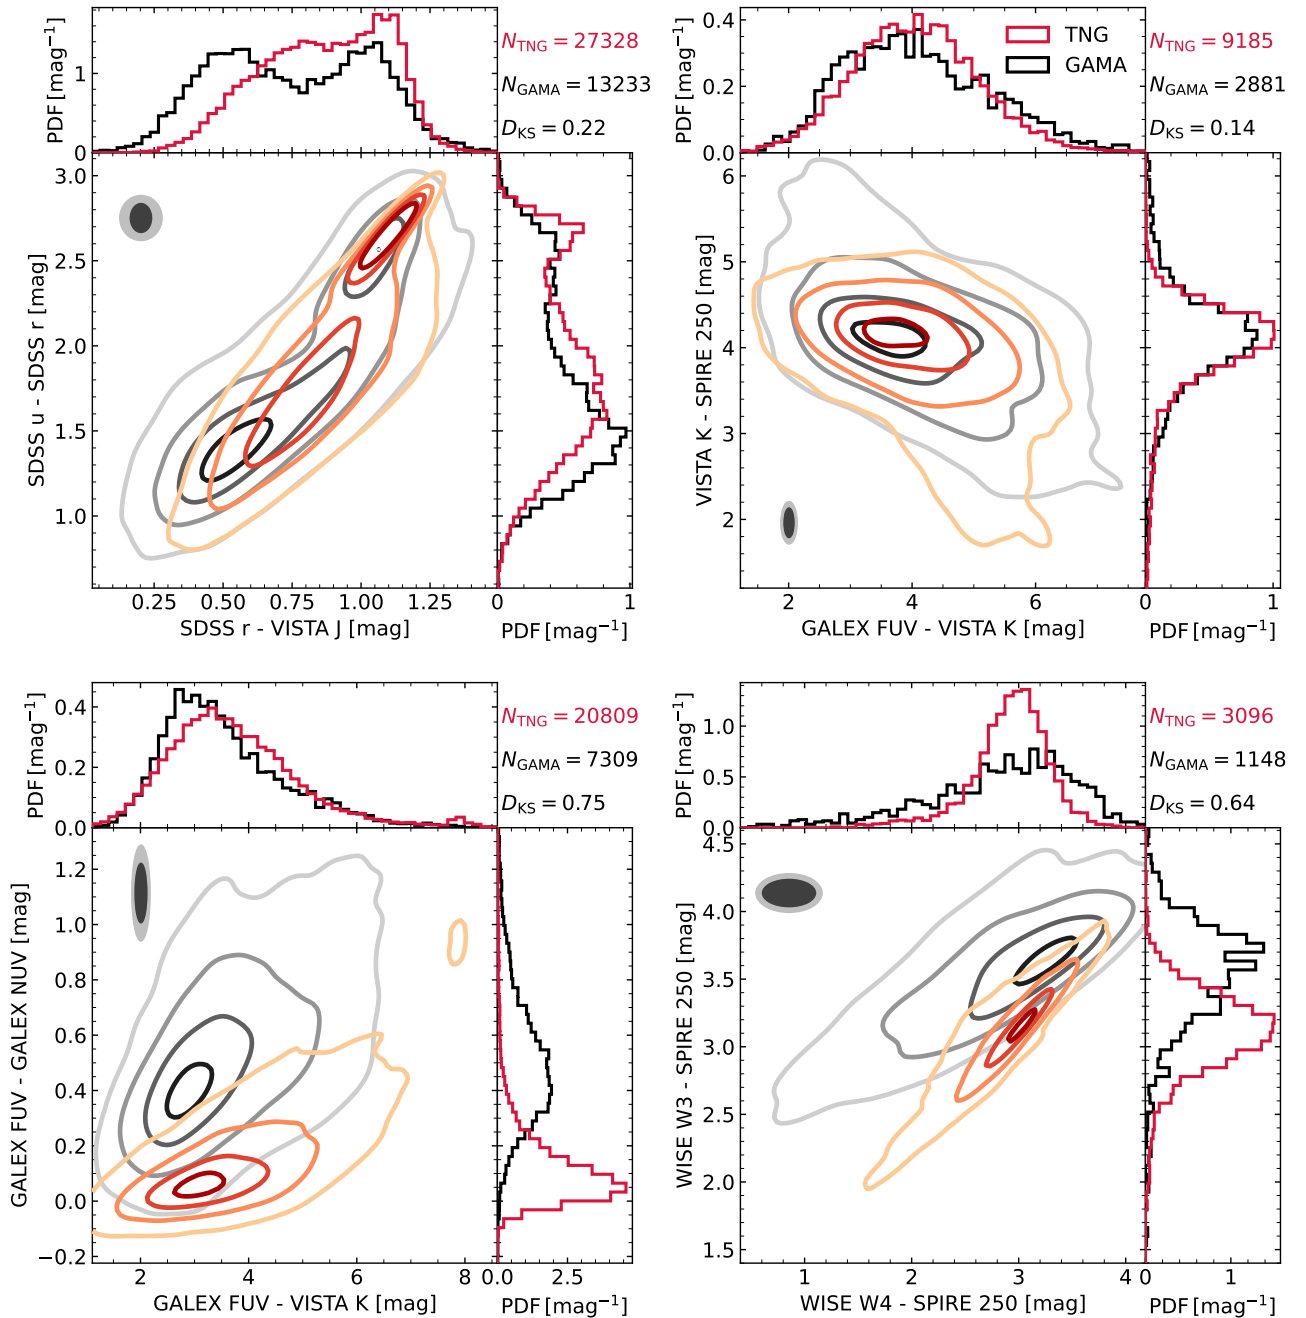 PDF [mag⁻¹]
1
0
N_TNG = 27328
N_GAMA = 13233
D_KS = 0.22
SDSS u - SDSS r [mag]
3.0
2.5
2.0
1.5
1.0
0.25 0.50 0.75 1.00 1.25
SDSS r - VISTA J [mag]
0 1
PDF [mag⁻¹]
PDF [mag⁻¹]
0.4
0.2
0.0
TNG
GAMA
N_TNG = 9185
N_GAMA = 2881
D_KS = 0.14
VISTA K - SPIRE 250 [mag]
6
5
4
3
2
2 4 6
GALEX FUV - VISTA K [mag]
0 1
PDF [mag⁻¹]
PDF [mag⁻¹]
0.4
0.2
0.0
N_TNG = 20809
N_GAMA = 7309
D_KS = 0.75
GALEX FUV - GALEX NUV [mag]
1.2
1.0
0.8
0.6
0.4
0.2
0.0
−0.2
2 4 6 8
GALEX FUV - VISTA K [mag]
0.0 2.5
PDF [mag⁻¹]
PDF [mag⁻¹]
1.0
0.5
0.0
N_TNG = 3096
N_GAMA = 1148
D_KS = 0.64
WISE W3 - SPIRE 250 [mag]
4.5
4.0
3.5
3.0
2.5
2.0
1.5
1 2 3 4
WISE W4 - SPIRE 250 [mag]
0 1
PDF [mag⁻¹]